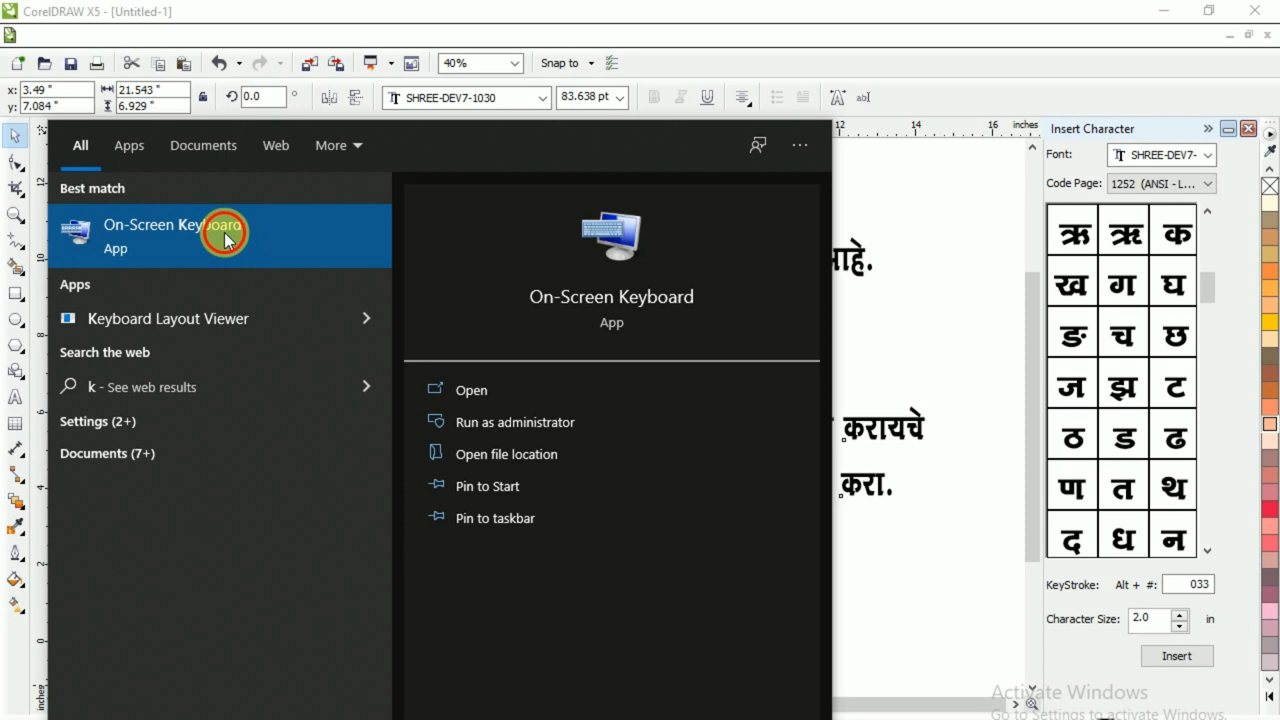 CorelDRAW X5 - [Untitled-1]
40%
Snap to
x: 3.49 "
y: 7.084 "
21.543 "
6.929 "
0.0
SHREE-DEV7-1030
83.638 pt
12 14 16 inches
All Apps Documents Web More
Best match
On-Screen Keyboard
App
Apps
Keyboard Layout Viewer
Search the web
k - See web results
Settings (2+)
Documents (7+)
On-Screen Keyboard
App
Open
Run as administrator
Open file location
Pin to Start
Pin to taskbar
करायचे
करा.
Insert Character
Font: SHREE-DEV7-
Code Page: 1252 (ANSI - L...
ऋ ऋ क
ख ग घ
ङ च छ
ज झ ट
ठ ड ढ
ण त थ
द ध न
KeyStroke: Alt + #: 033
Character Size: 2.0 in
Insert
Activate Windows
Go to Settings to activate Windows.